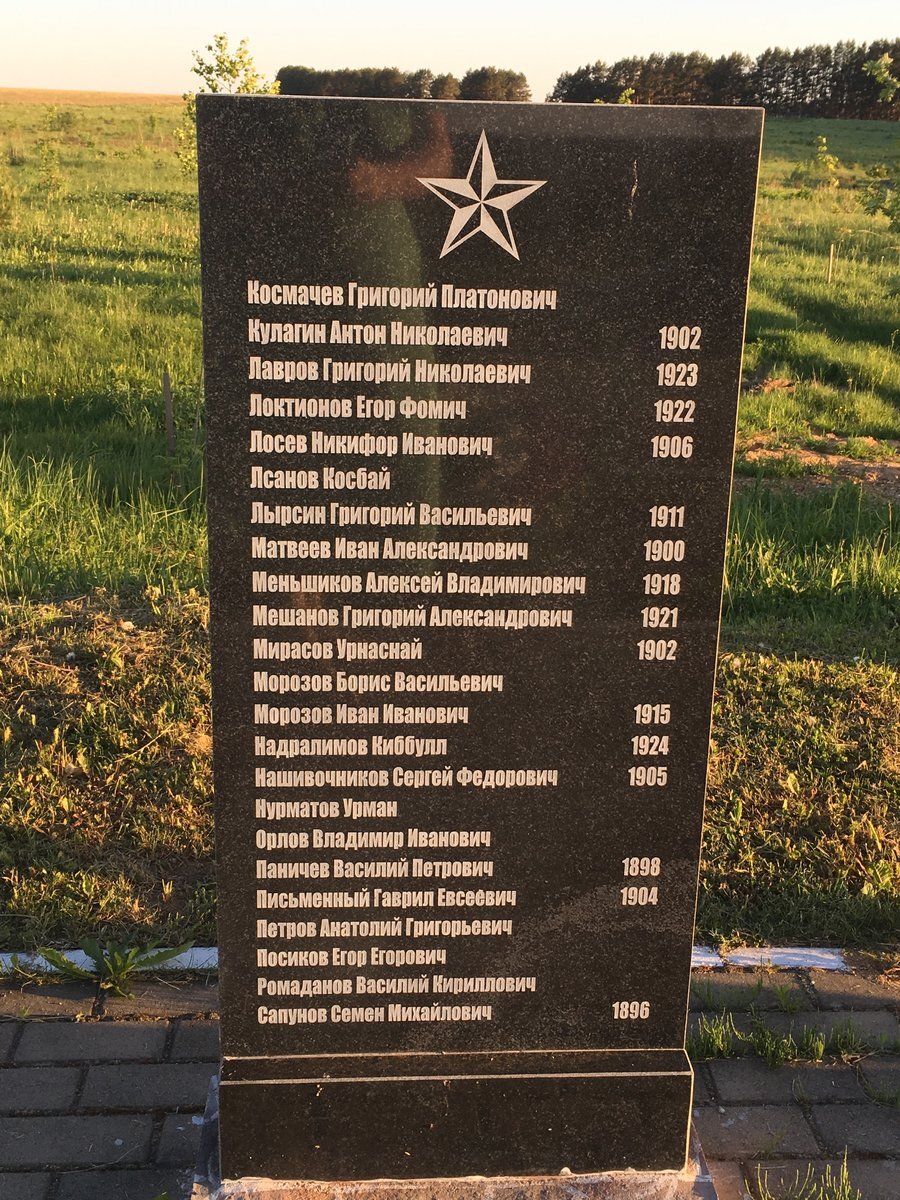 Космачев Григорий Платонович
Кулагин Антон Николаевич 1902
Лавров Григорий Николаевич 1923
Локтионов Егор Фомич 1922
Лосев Никифор Иванович 1906
Лсанов Косбай
Лырсин Григорий Васильевич 1911
Матвеев Иван Александрович 1900
Меньшиков Алексей Владимирович 1918
Мешанов Григорий Александрович 1921
Мирасов Урнаснай 1902
Морозов Борис Васильевич
Морозов Иван Иванович 1915
Надралимов Киббулл 1924
Нашивочников Сергей Федорович 1905
Нурматов Урман
Орлов Владимир Иванович
Паничев Василий Петрович 1898
Письменный Гаврил Евсеевич 1904
Петров Анатолий Григорьевич
Посиков Егор Егорович
Ромаданов Василий Кириллович
Сапунов Семен Михайлович 1896